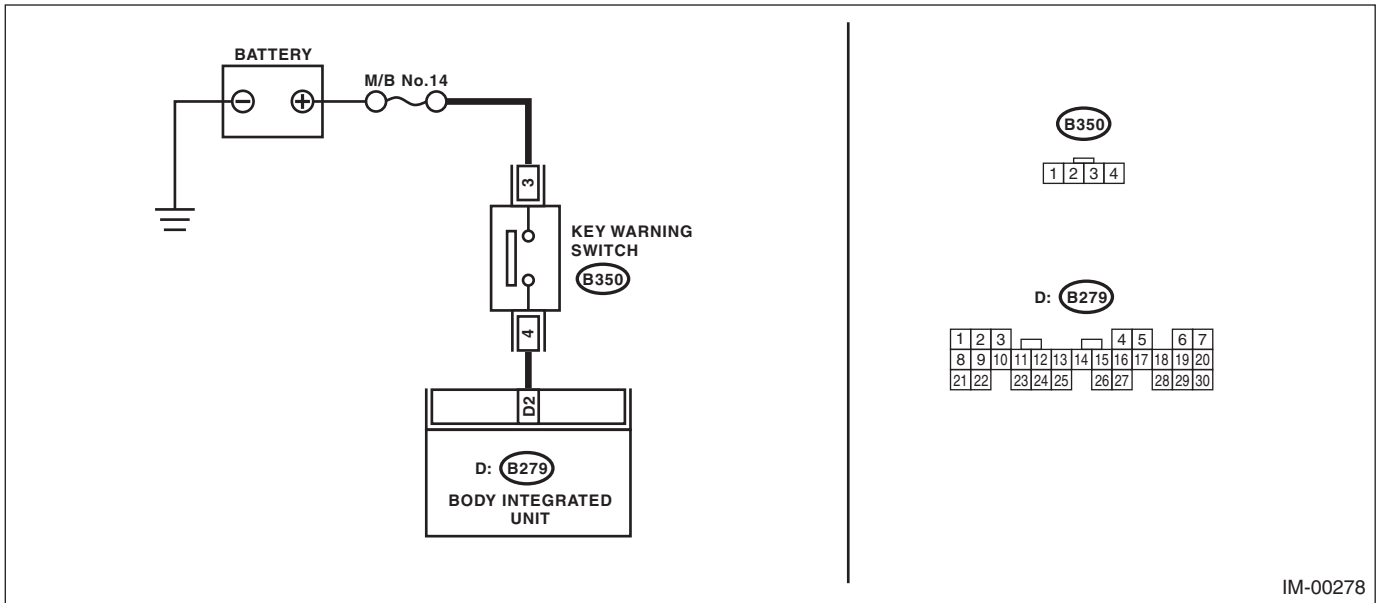 BATTERY
M/B No.14
3
KEY WARNING
SWITCH
B350
4
D2
D: B279
BODY INTEGRATED
UNIT
B350
1 2 3 4
D: B279
1 2 3 4 5 6 7
8 9 10 11 12 13 14 15 16 17 18 19 20
21 22 23 24 25 26 27 28 29 30
IM-00278